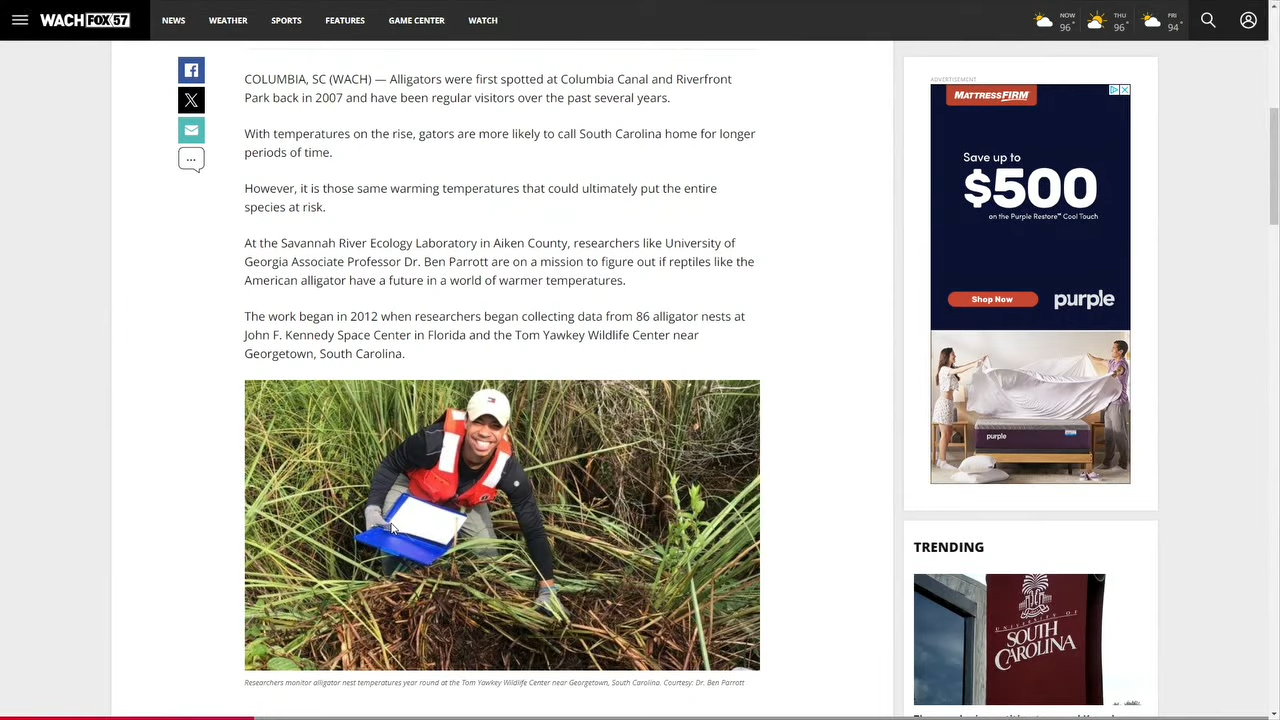 WACH FOX 57 NEWS WEATHER SPORTS FEATURES GAME CENTER WATCH
NOW 96° THU 96° FRI 94°
COLUMBIA, SC (WACH) — Alligators were first spotted at Columbia Canal and Riverfront
Park back in 2007 and have been regular visitors over the past several years.
With temperatures on the rise, gators are more likely to call South Carolina home for longer
periods of time.
However, it is those same warming temperatures that could ultimately put the entire
species at risk.
At the Savannah River Ecology Laboratory in Aiken County, researchers like University of
Georgia Associate Professor Dr. Ben Parrott are on a mission to figure out if reptiles like the
American alligator have a future in a world of warmer temperatures.
The work began in 2012 when researchers began collecting data from 86 alligator nests at
John F. Kennedy Space Center in Florida and the Tom Yawkey Wildlife Center near
Georgetown, South Carolina.
Researchers monitor alligator nest temperatures year round at the Tom Yawkey Wildlife Center near Georgetown, South Carolina. Courtesy: Dr. Ben Parrott
ADVERTISEMENT
MATTRESSFIRM
Save up to
$500
on the Purple Restore™ Cool Touch
Shop Now
purple
purple
TRENDING
UNIVERSITY OF
SOUTH
CAROLINA